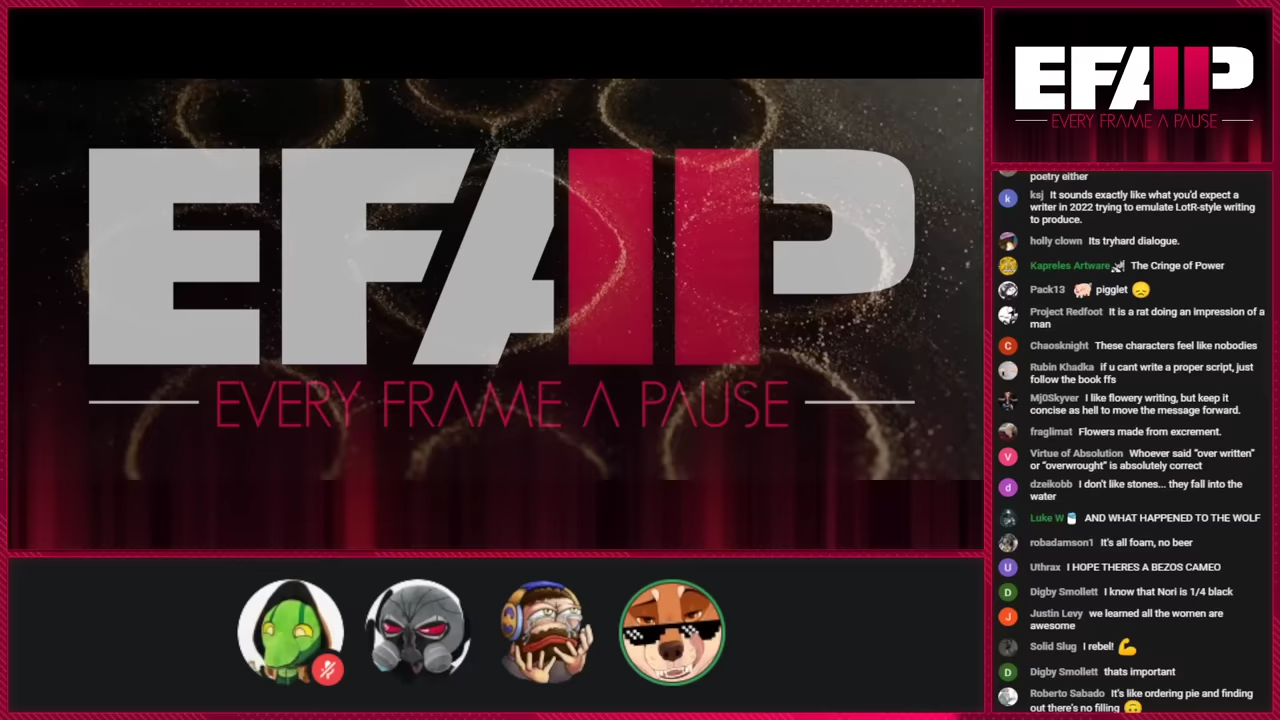 EFAP
EVERY FRAME A PAUSE
EFAP
EVERY FRAME A PAUSE
poetry either
ksj It sounds exactly like what you'd expect a
writer in 2022 trying to emulate LotR-style writing
to produce.
holly clown Its tryhard dialogue.
Kapreles Artware The Cringe of Power
Pack13 🐷 pigglet 😞
Project Redfoot It is a rat doing an impression of a
man
Chaosknight These characters feel like nobodies
Rubin Khadka If u cant write a proper script, just
follow the book ffs
Mj0Skyver I like flowery writing, but keep it
concise as hell to move the message forward.
fraglimat Flowers made from excrement.
Virtue of Absolution Whoever said “over written”
or “overwrought” is absolutely correct
dzeikobb I don't like stones... they fall into the
water
Luke W AND WHAT HAPPENED TO THE WOLF
robadamson1 It's all foam, no beer
Uthrax I HOPE THERES A BEZOS CAMEO
Digby Smollett I know that Nori is 1/4 black
Justin Levy we learned all the women are
awesome
Solid Slug I rebel! 💪
Digby Smollett thats important
Roberto Sabado It's like ordering pie and finding
out there's no filling 🙃
k
C
V
d
U
D
J
D